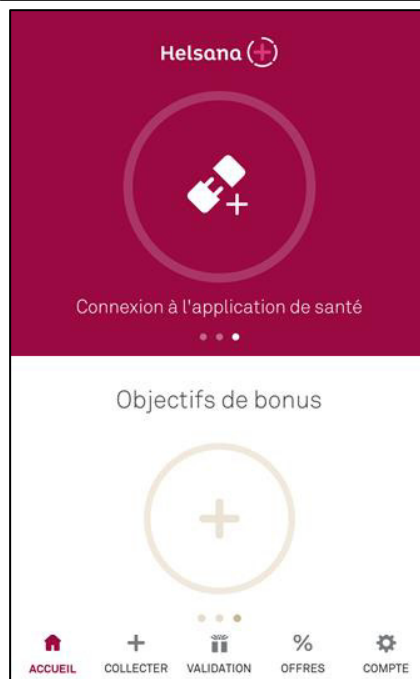 Helsana
Connexion à l'application de santé
Objectifs de bonus
ACCUEIL COLLECTER VALIDATION OFFRES COMPTE